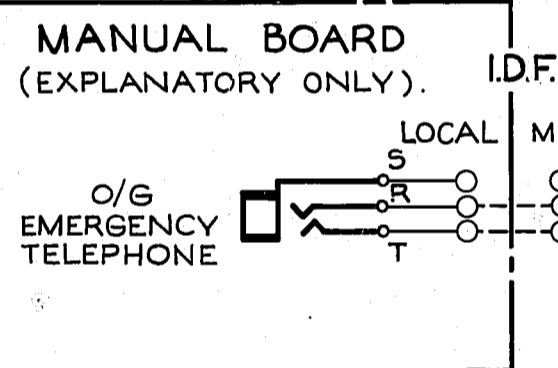 MANUAL BOARD
(EXPLANATORY ONLY).
I.D.F.
LOCAL M
S
R
T
O/G
EMERGENCY
TELEPHONE